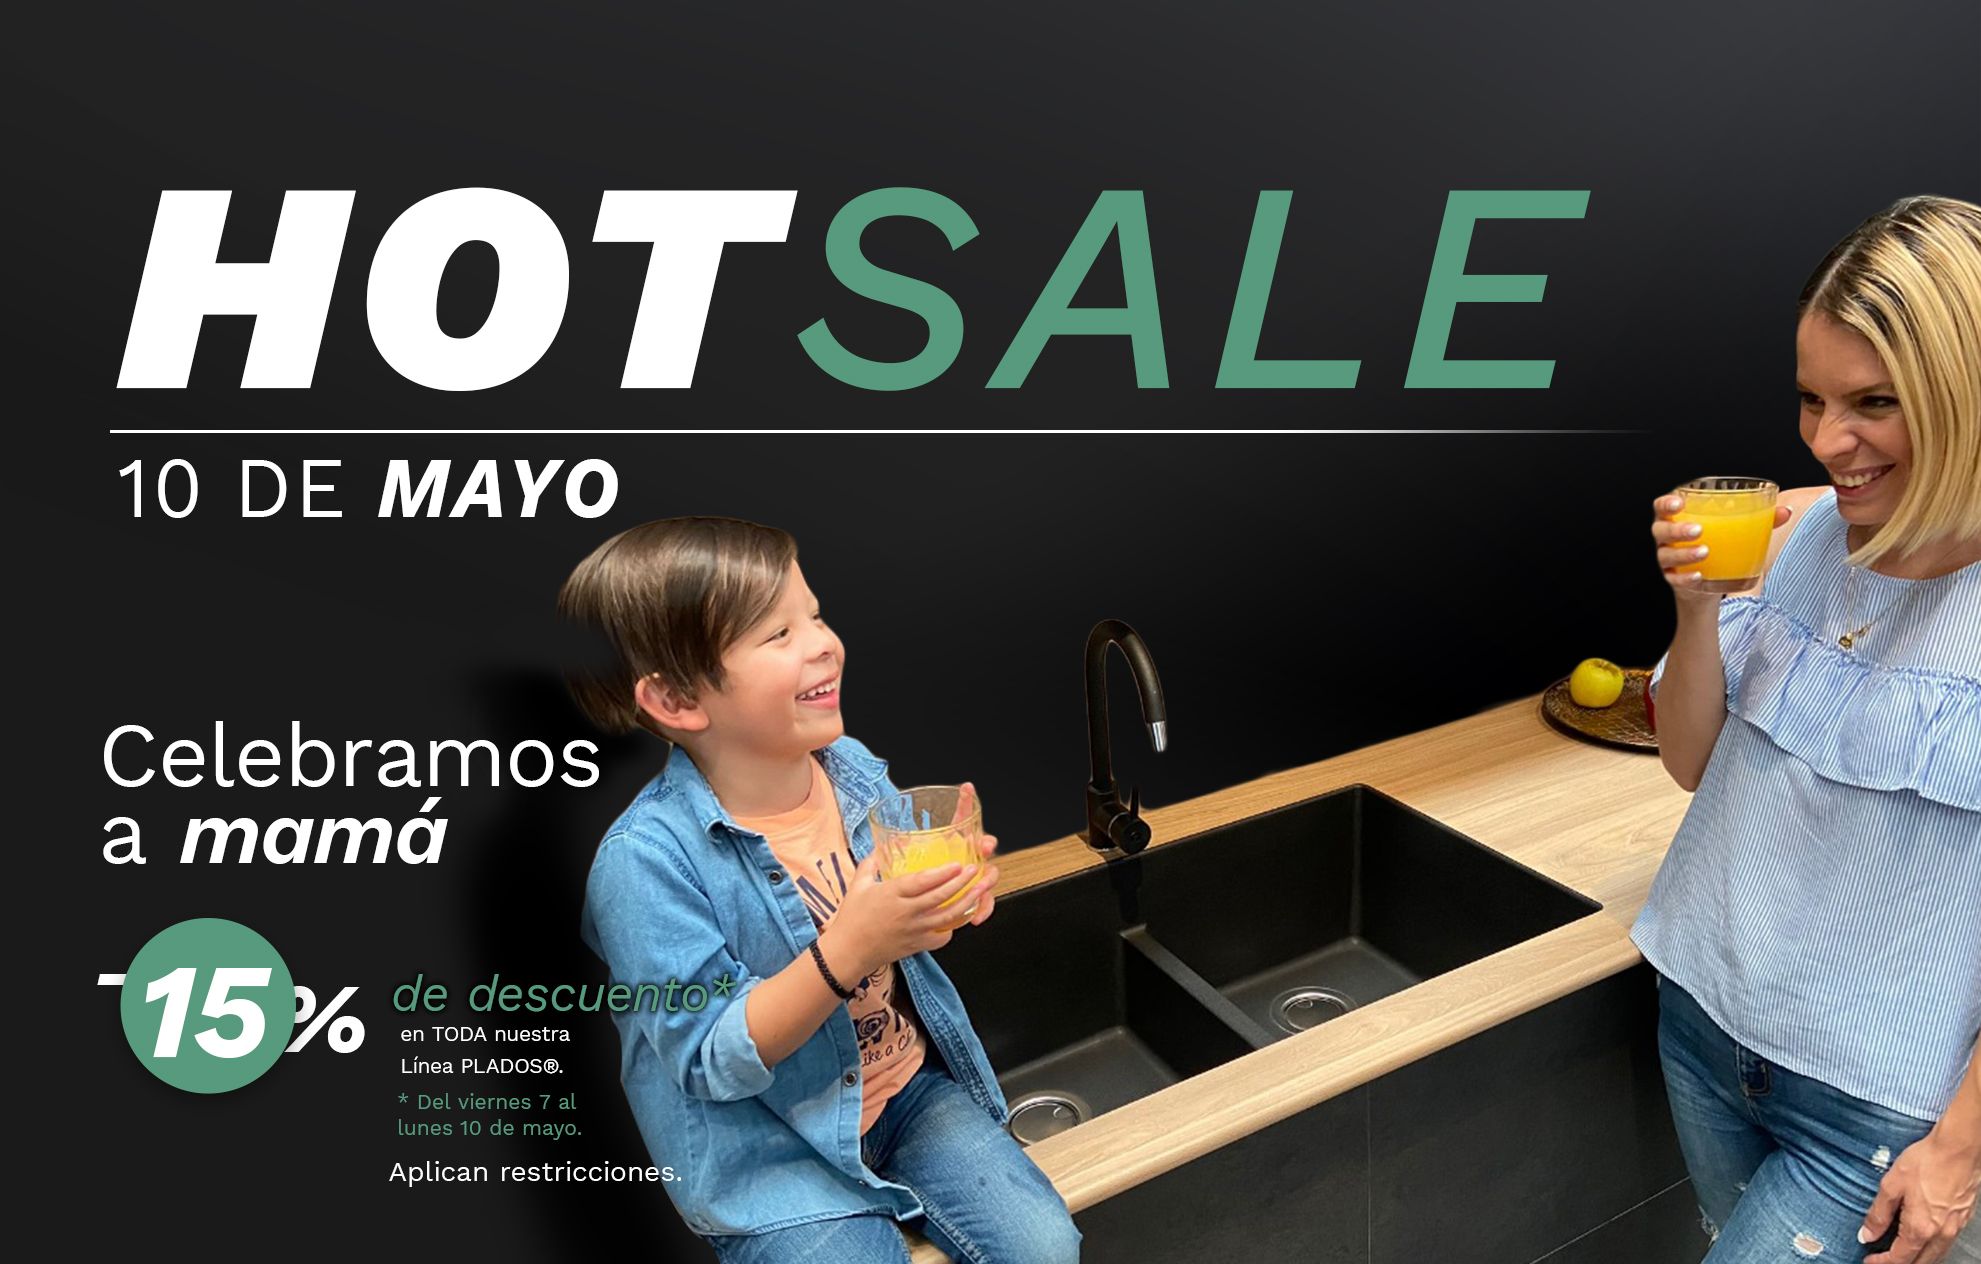 HOTSALE
10 DE MAYO
Celebramos
a mamá
-15% de descuento*
en TODA nuestra
Línea PLADOS®.
* Del viernes 7 al
lunes 10 de mayo.
Aplican restricciones.